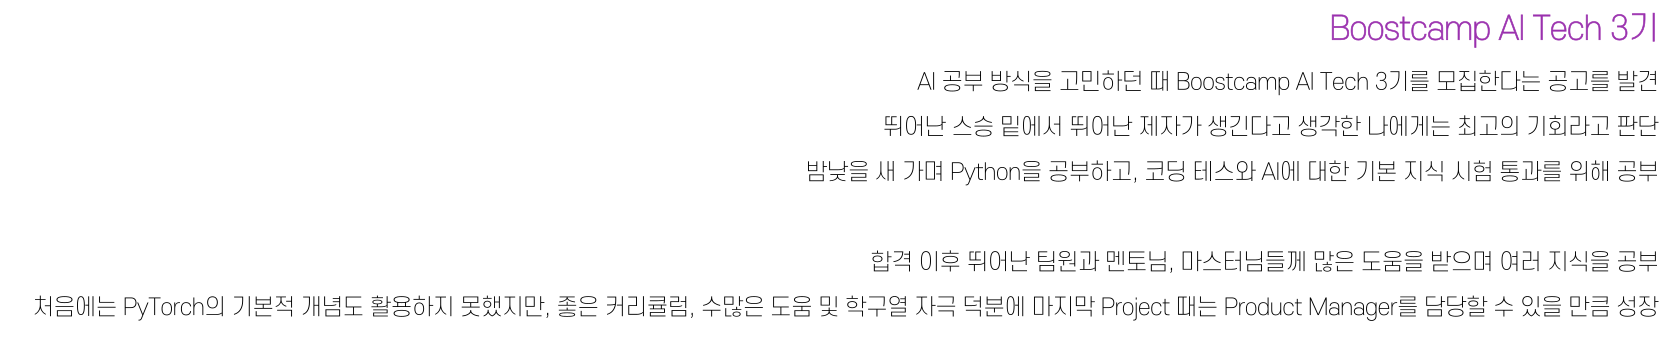 Boostcamp AI Tech 3기
AI 공부 방식을 고민하던 때 Boostcamp AI Tech 3기를 모집한다는 공고를 발견
뛰어난 스승 밑에서 뛰어난 제자가 생긴다고 생각한 나에게는 최고의 기회라고 판단
밤낮을 새 가며 Python을 공부하고, 코딩 테스와 AI에 대한 기본 지식 시험 통과를 위해 공부
합격 이후 뛰어난 팀원과 멘토님, 마스터님들께 많은 도움을 받으며 여러 지식을 공부
처음에는 PyTorch의 기본적 개념도 활용하지 못했지만, 좋은 커리큘럼, 수많은 도움 및 학구열 자극 덕분에 마지막 Project 때는 Product Manager를 담당할 수 있을 만큼 성장